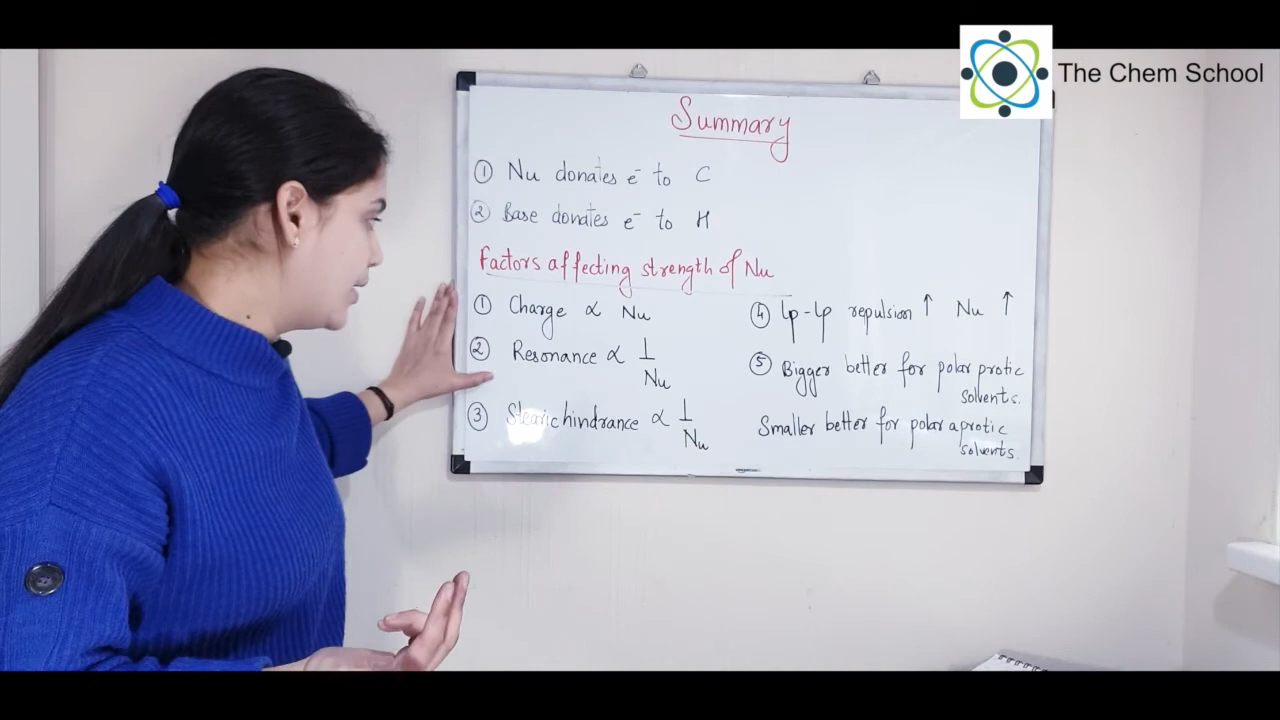 The Chem School
Summary
① Nu donates e⁻ to C
② Base donates e⁻ to H
Factors affecting strength of Nu
① Charge ∝ Nu
② Resonance ∝ 1/Nu
③ Stearic hindrance ∝ 1/Nu
④ lp-lp repulsion ↑ Nu ↑
⑤ Bigger better for polar protic
solvents.
Smaller better for polar aprotic
solvents.